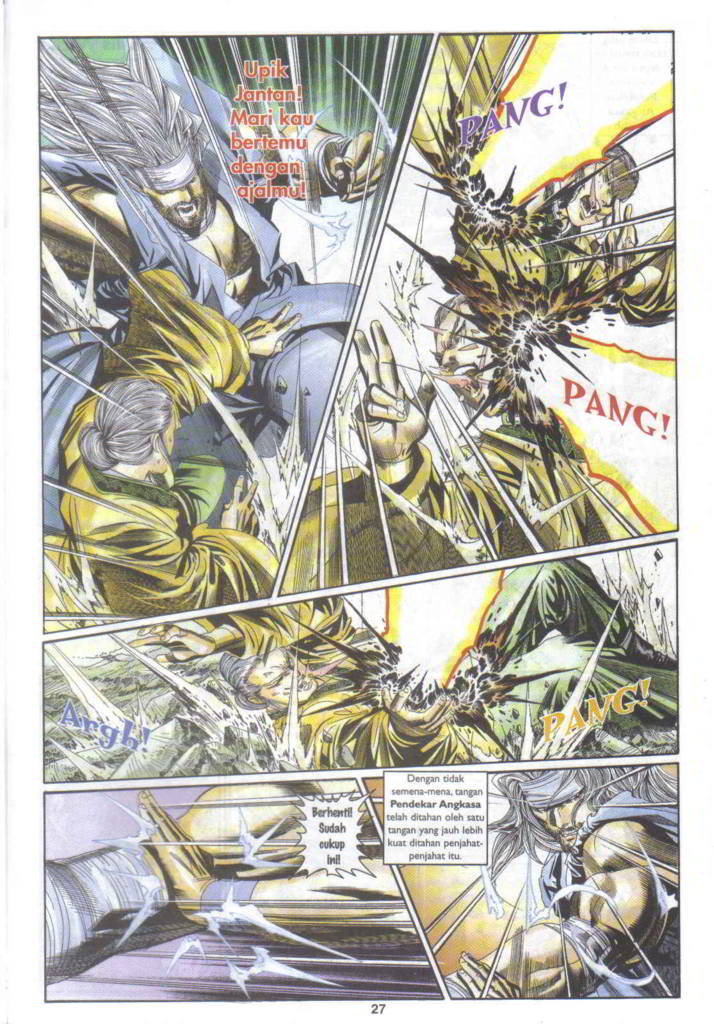 Upik
Jantan!
Mari kau
bertemu
dengan
ajalmu!
PANG!
PANG!
Argh!
PANG!
Berhenti!
Sudah
cukup
ini!
Dengan tidak
semena-mena, tangan
Pendekar Angkasa
telah ditahan oleh satu
tangan yang jauh lebih
kuat ditahan penjahat-
penjahat itu.
27